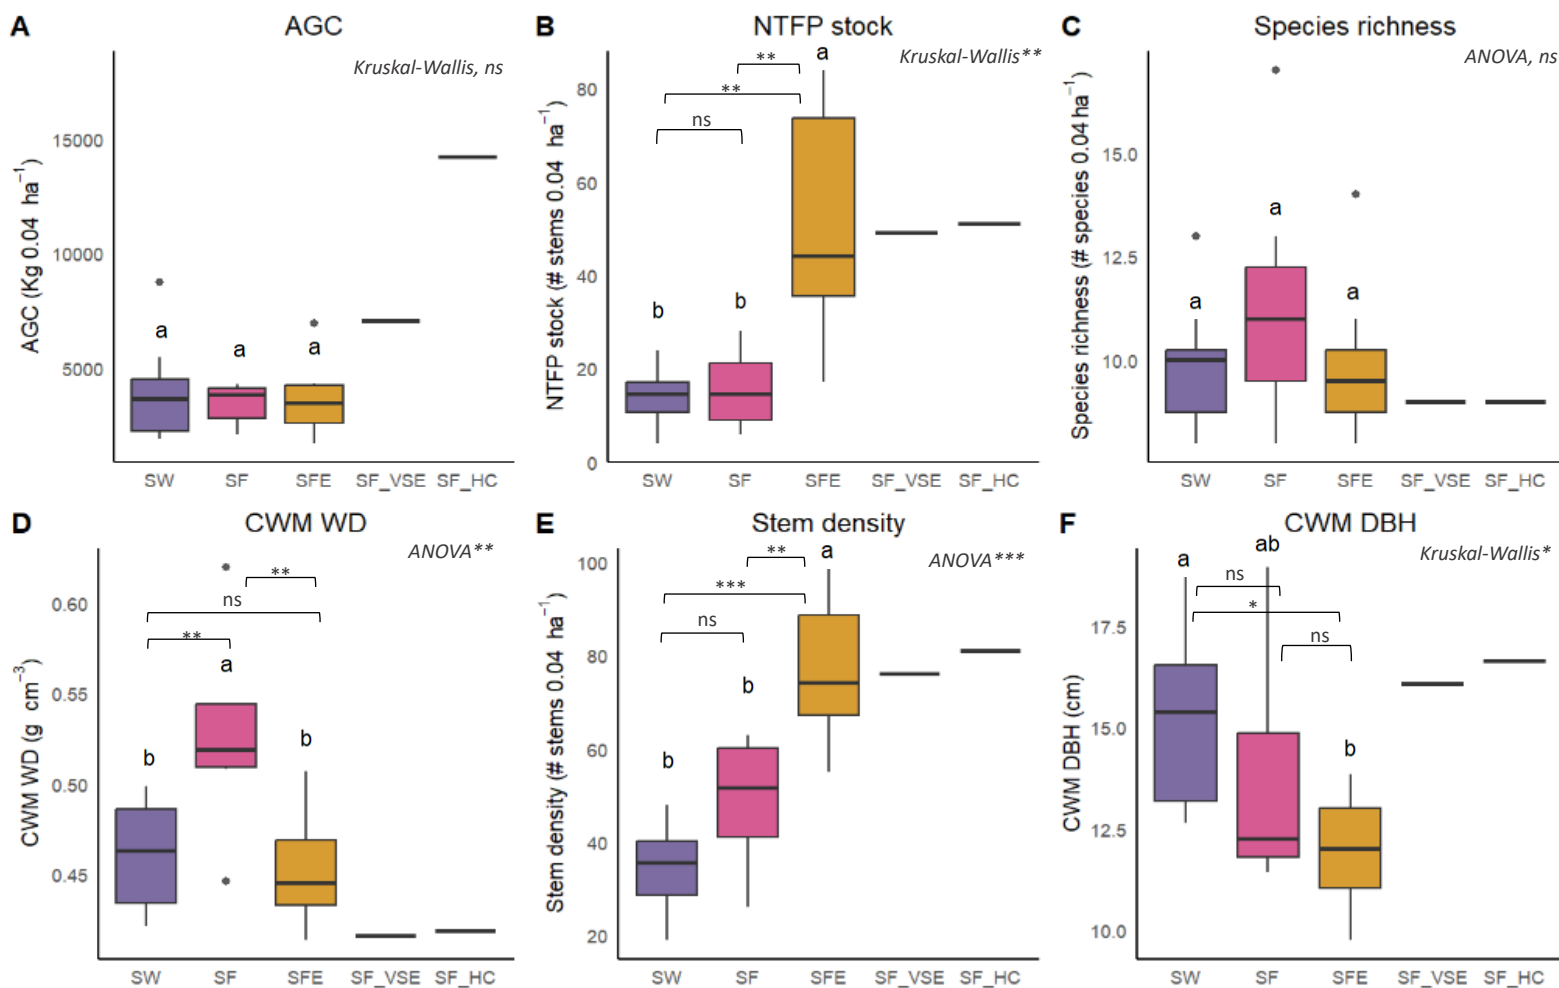 A AGC
Kruskal-Wallis, ns
AGC (Kg 0.04 ha−1)
15000
10000
5000
a
a
a
SW SF SFE SF_VSE SF_HC
B NTFP stock
Kruskal-Wallis**
NTFP stock (# stems 0.04 ha−1)
80
60
40
20
0
**
**
ns
a
b
b
SW SF SFE SF_VSE SF_HC
C Species richness
ANOVA, ns
Species richness (# species 0.04 ha−1)
15.0
12.5
10.0
a
a
a
SW SF SFE SF_VSE SF_HC
D CWM WD
ANOVA**
CWM WD (g cm−3)
0.60
0.55
0.50
0.45
**
ns
**
a
b
b
SW SF SFE SF_VSE SF_HC
E Stem density
ANOVA***
Stem density (# stems 0.04 ha−1)
100
80
60
40
20
**
***
ns
a
b
b
SW SF SFE SF_VSE SF_HC
F CWM DBH
Kruskal-Wallis*
CWM DBH (cm)
17.5
15.0
12.5
10.0
a
ab
ns
*
ns
b
SW SF SFE SF_VSE SF_HC